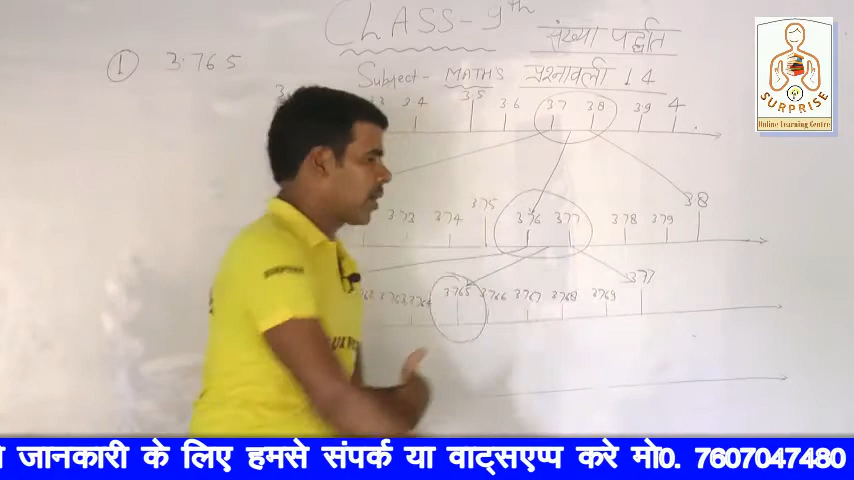 CLASS-9th
संख्या पद्धति
Subject- MATHS प्रश्नावली 1.4
① 3.765
3.4 3.5 3.6 3.7 3.8 3.9 4
3.73 3.74 3.75 3.76 3.77 3.78 3.79 3.8
3.763 3.764 3.765 3.766 3.767 3.768 3.769 3.77
SURPRISE
Online Learning Centre
जानकारी के लिए हमसे संपर्क या वाट्सएप्प करे मो0. 7607047480